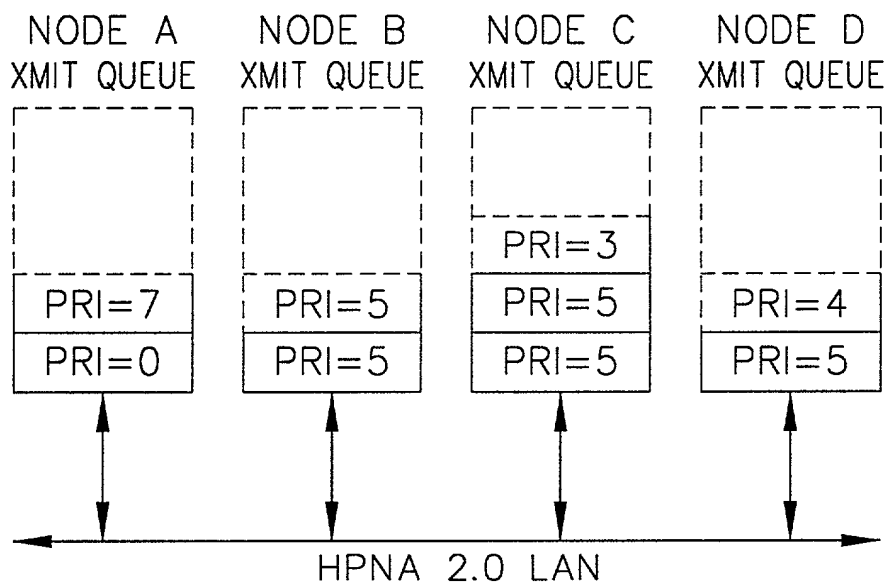 NODE A NODE B NODE C NODE D
XMIT QUEUE XMIT QUEUE XMIT QUEUE XMIT QUEUE
PRI=3
PRI=7 PRI=5 PRI=5 PRI=4
PRI=0 PRI=5 PRI=5 PRI=5
HPNA 2.0 LAN